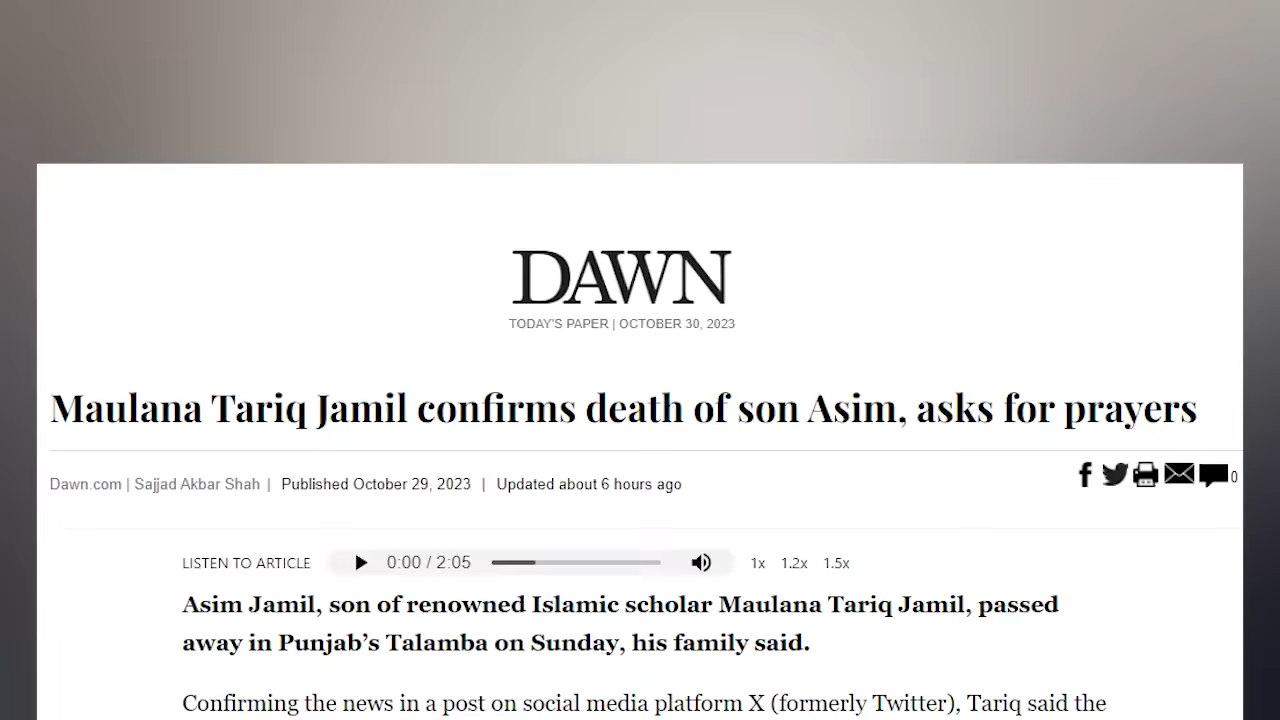 DAWN
TODAY'S PAPER | OCTOBER 30, 2023
Maulana Tariq Jamil confirms death of son Asim, asks for prayers
Dawn.com | Sajjad Akbar Shah | Published October 29, 2023 | Updated about 6 hours ago
0
LISTEN TO ARTICLE 0:00 / 2:05 1x 1.2x 1.5x
Asim Jamil, son of renowned Islamic scholar Maulana Tariq Jamil, passed
away in Punjab’s Talamba on Sunday, his family said.
Confirming the news in a post on social media platform X (formerly Twitter), Tariq said the